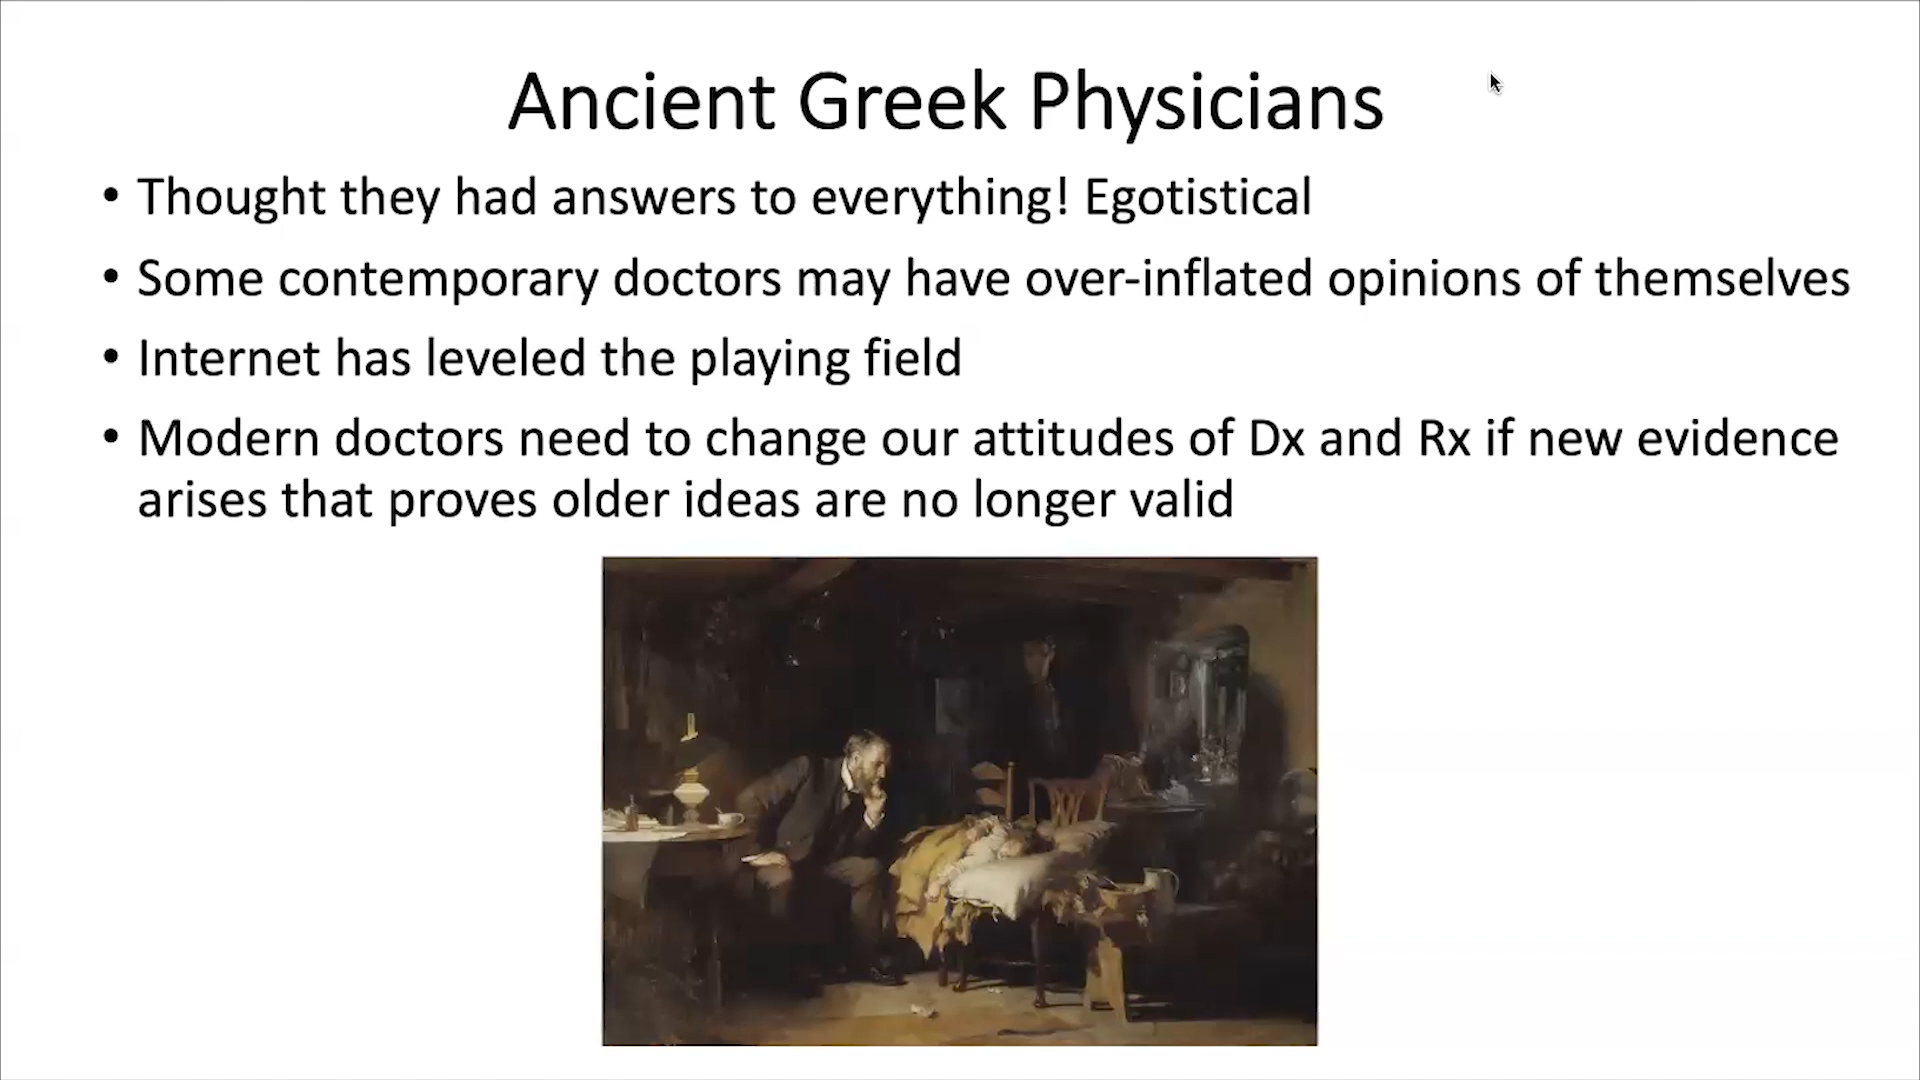 Ancient Greek Physicians
• Thought they had answers to everything! Egotistical
• Some contemporary doctors may have over-inflated opinions of themselves
• Internet has leveled the playing field
• Modern doctors need to change our attitudes of Dx and Rx if new evidence
arises that proves older ideas are no longer valid